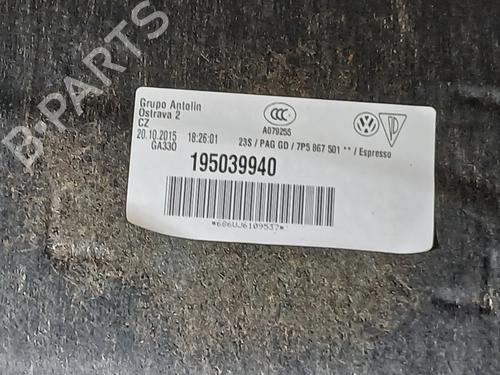 B-PARTS
Grupo Antolin
Ostrava 2
CZ
20.10.2015 18:26:01
GA330
A079255
23S / PAG GD / 7P5 867 501 ** / Espresso
195039940
*686UJ6109537*